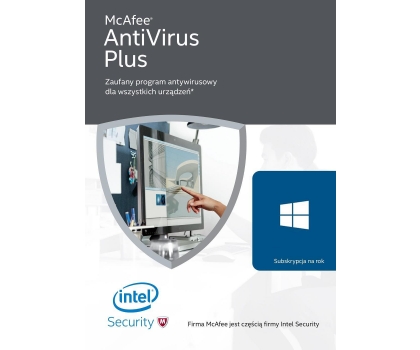 McAfee®
AntiVirus
Plus
Zaufany program antywirusowy
dla wszystkich urządzeń*
Subskrypcja na rok
intel
Security
Firma McAfee jest częścią firmy Intel Security